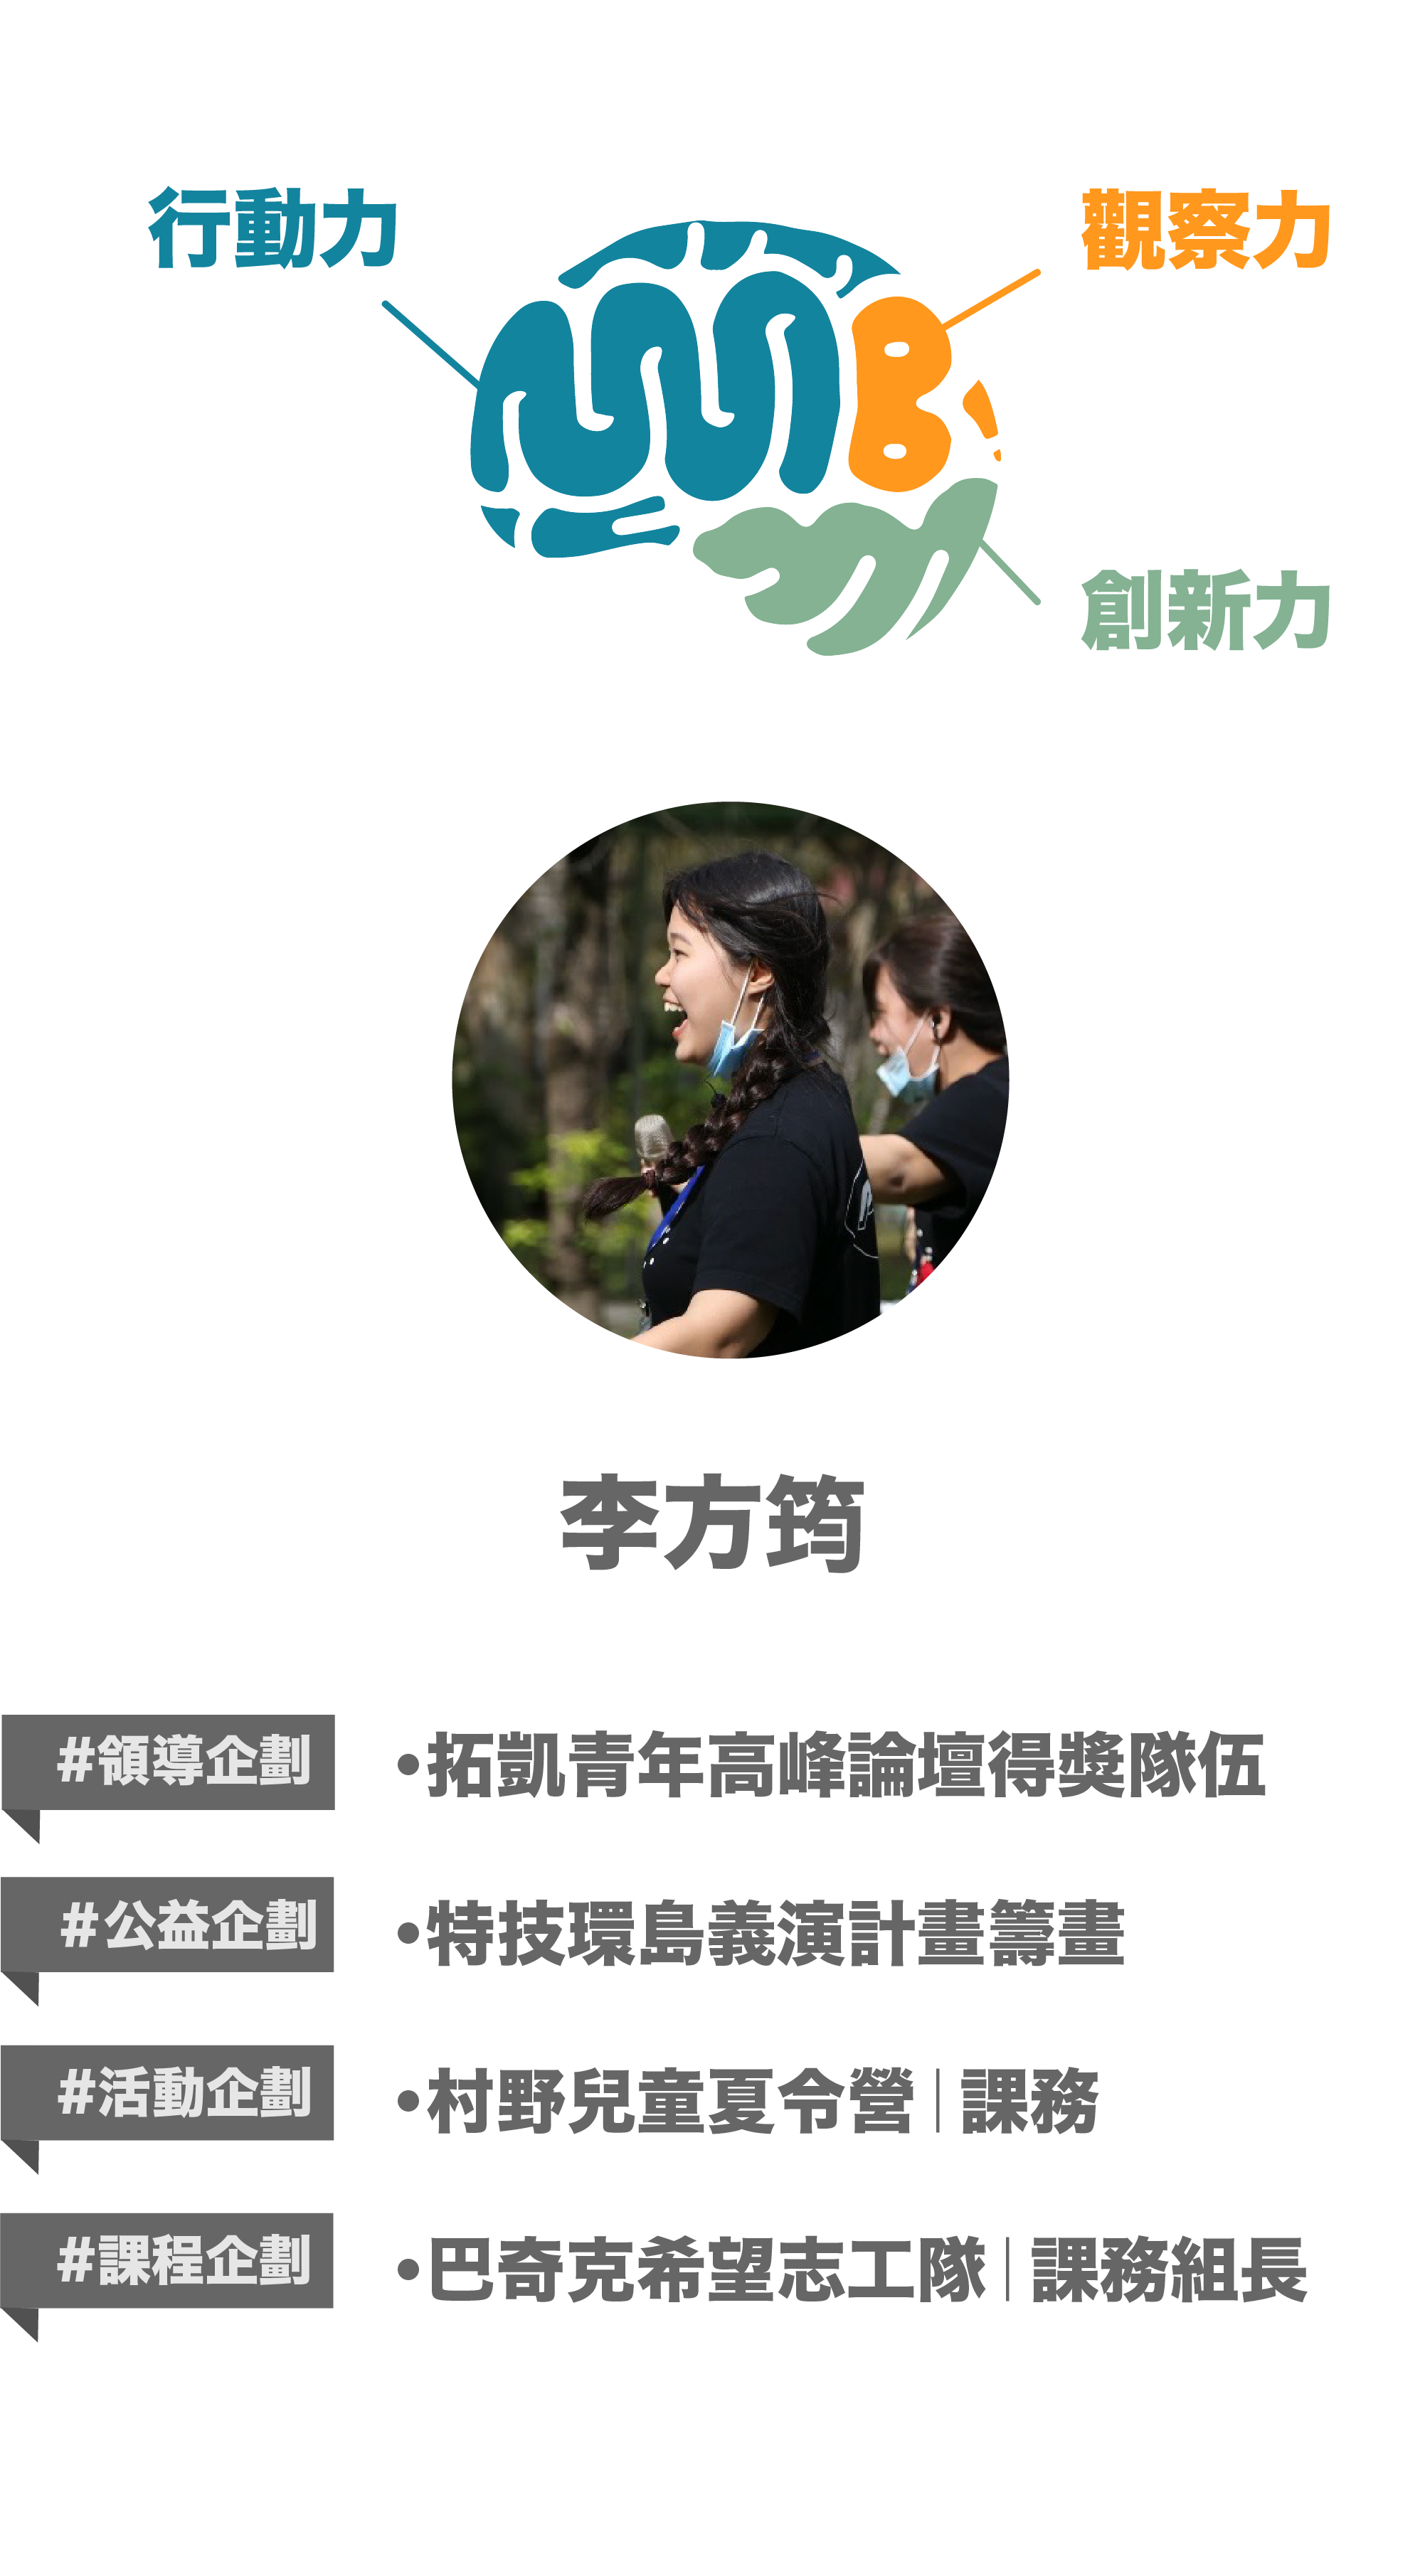 行動力
觀察力
創新力
李方筠
#領導企劃
•拓凱青年高峰論壇得獎隊伍
#公益企劃
•特技環島義演計畫籌畫
#活動企劃
•村野兒童夏令營|課務
#課程企劃
•巴奇克希望志工隊|課務組長